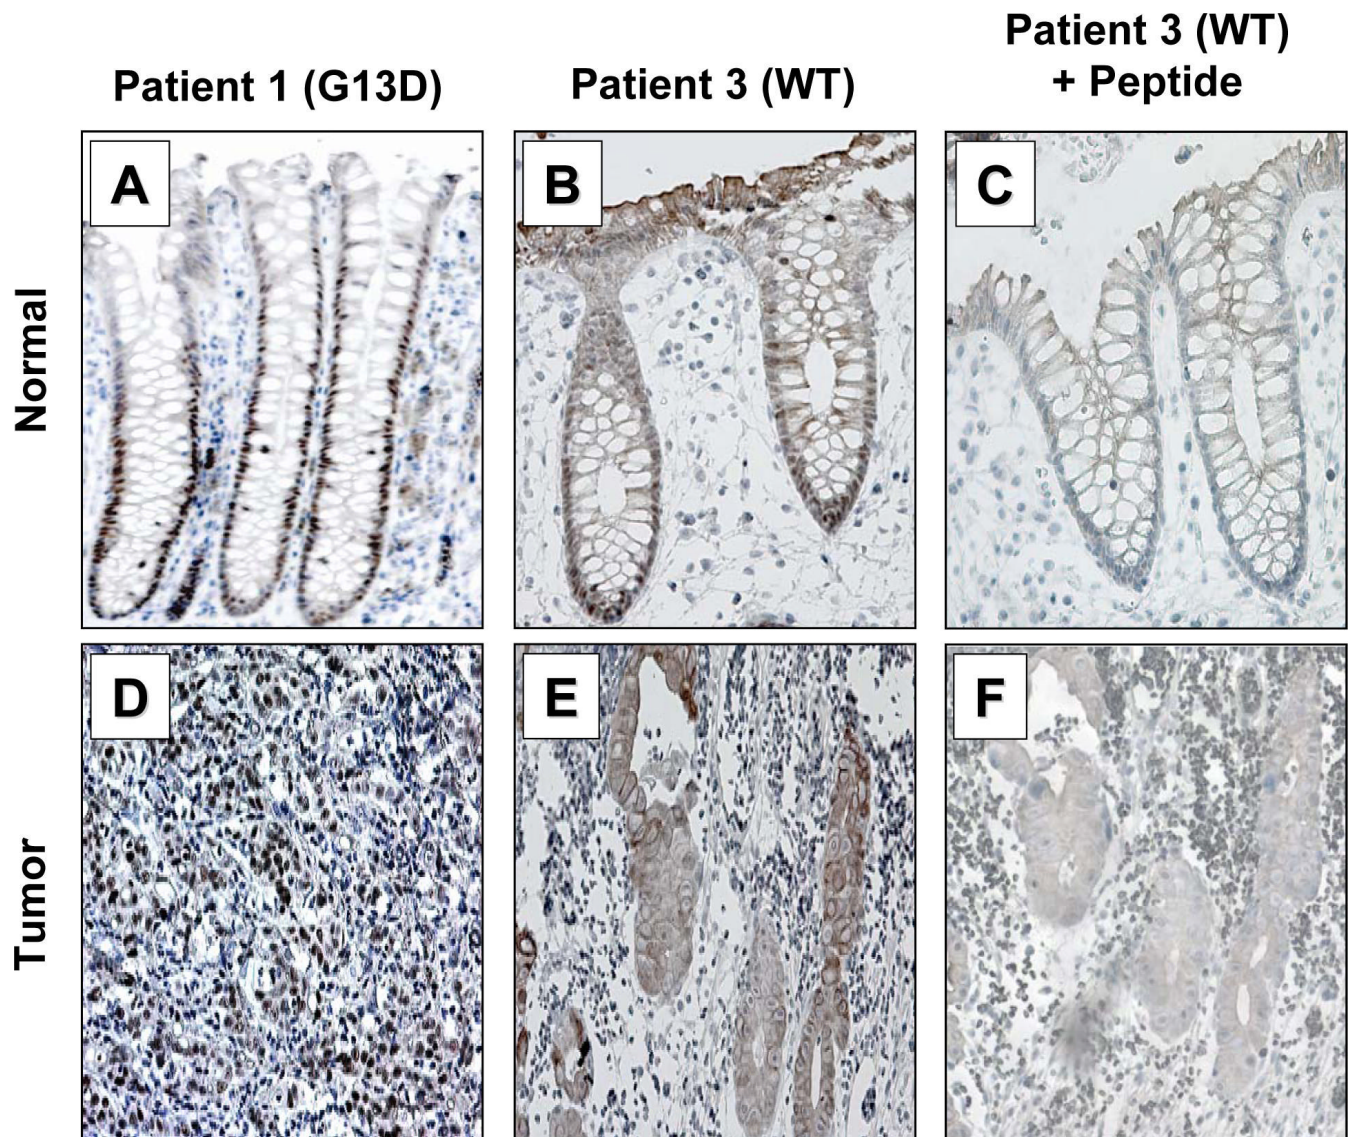 Patient 1 (G13D)
Patient 3 (WT)
Patient 3 (WT)
+ Peptide
Normal
A
B
C
Tumor
D
E
F